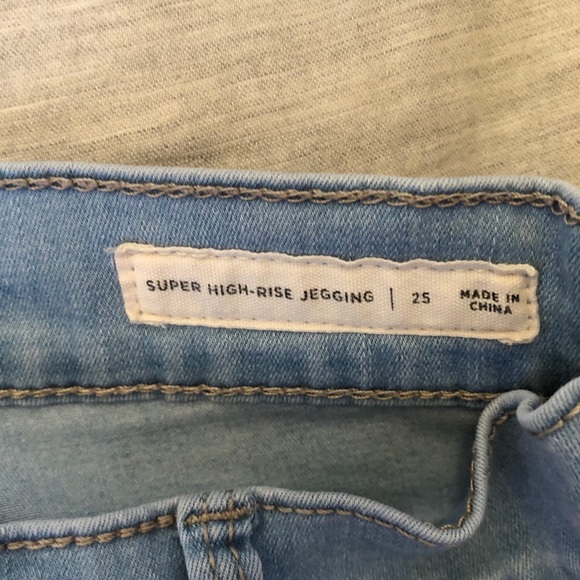 SUPER HIGH-RISE JEGGING | 25 MADE IN
CHINA